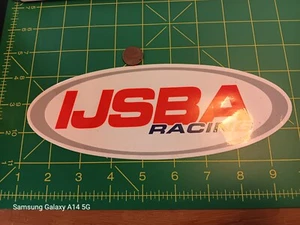 IJSBA
RACING
1 2 3 4 5 6 7 8 9
Samsung Galaxy A14 5G